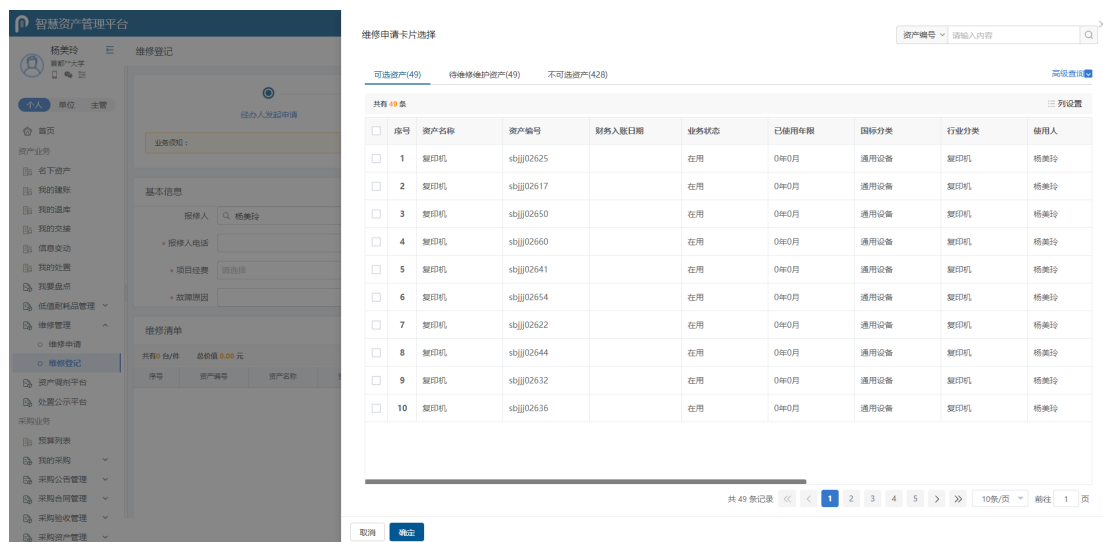 智慧资产管理平台
杨美玲
首都**大学
个人 单位 主管
首页
资产业务
名下资产
我的建账
我的退库
我的交接
信息变动
我的处置
我要盘点
低值耐耗品管理
维修管理
维修申请
维修登记
资产调剂平台
处置公示平台
采购业务
预算列表
我的采购
采购公告管理
采购合同管理
采购验收管理
采购资产管理
维修登记
经办人发起申请
业务须知：
基本信息
报修人 杨美玲
* 报修人电话
* 项目经费 请选择
* 故障原因
维修清单
共有0 台/件 总价值 0.00 元
序号 资产编号 资产名称
维修申请卡片选择
资产编号 请输入内容
可选资产(49) 待维修维护资产(49) 不可选资产(428)
高级查询
共有 49 条
列设置
序号 资产名称 资产编号 财务入账日期 业务状态 已使用年限 国标分类 行业分类 使用人
1 复印机 sbjjj02625 在用 0年0月 通用设备 复印机 杨美玲
2 复印机 sbjjj02617 在用 0年0月 通用设备 复印机 杨美玲
3 复印机 sbjjj02650 在用 0年0月 通用设备 复印机 杨美玲
4 复印机 sbjjj02660 在用 0年0月 通用设备 复印机 杨美玲
5 复印机 sbjjj02641 在用 0年0月 通用设备 复印机 杨美玲
6 复印机 sbjjj02654 在用 0年0月 通用设备 复印机 杨美玲
7 复印机 sbjjj02622 在用 0年0月 通用设备 复印机 杨美玲
8 复印机 sbjjj02644 在用 0年0月 通用设备 复印机 杨美玲
9 复印机 sbjjj02632 在用 0年0月 通用设备 复印机 杨美玲
10 复印机 sbjjj02636 在用 0年0月 通用设备 复印机 杨美玲
共 49 条记录 1 2 3 4 5 10条/页 前往 1 页
取消 确定